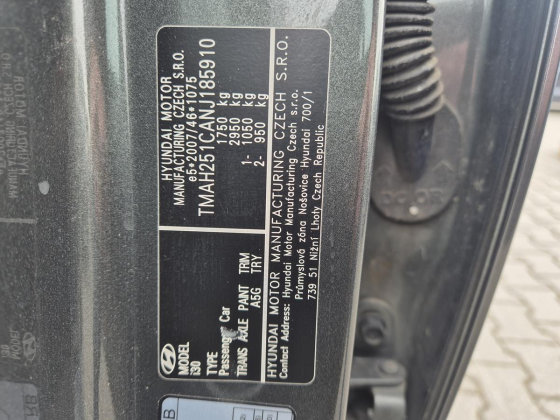 HYUNDAI MOTOR
MANUFACTURING CZECH S.R.O.
e5*2007/46*1075
TMAH251CANJ185910
1750 kg
2950 kg
1- 1050 kg
2- 950 kg
MODEL
i30
TYPE
Passenger Car
TRANS AXLE PAINT TRIM
A5G TRY
HYUNDAI MOTOR MANUFACTURING CZECH S.R.O.
Contact Address: Hyundai Motor Manufacturing Czech s.r.o.
Průmyslová zóna Nošovice Hyundai 700/1
739 51 Nižní Lhoty Czech Republic
B